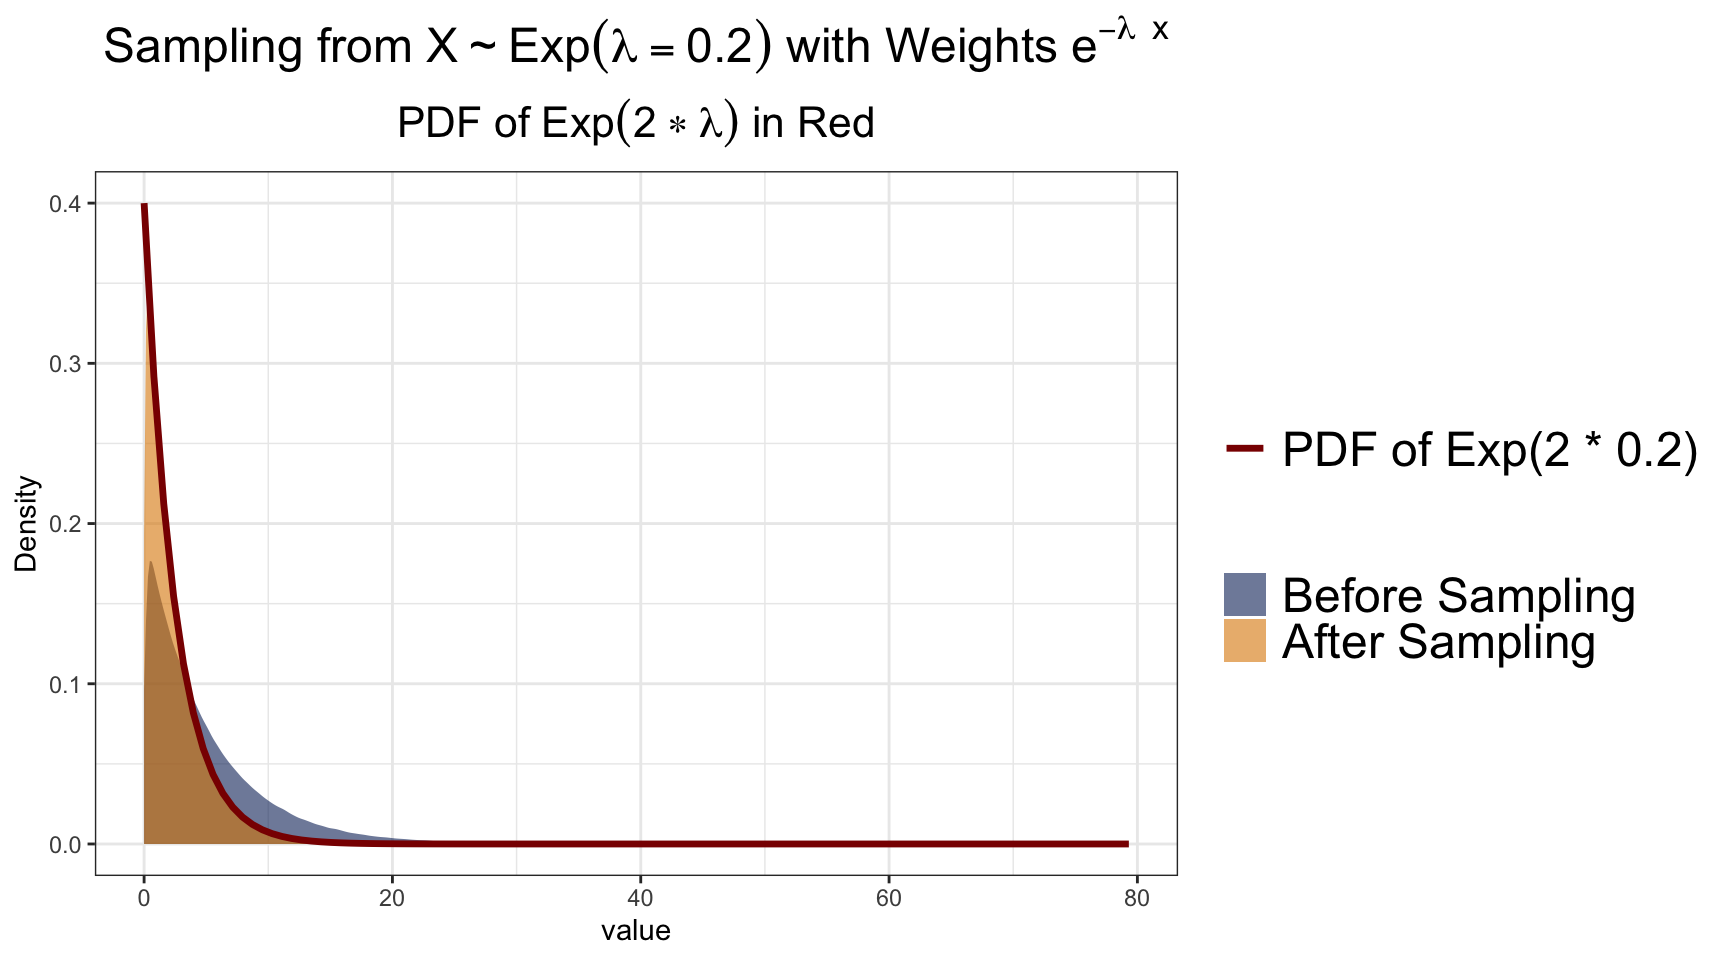 Sampling from X ~ Exp(λ = 0.2) with Weights e^{−λ x}
PDF of Exp(2 ∗ λ) in Red
0.4
0.3
0.2
0.1
0.0
Density
0
20
40
60
80
value
PDF of Exp(2 * 0.2)
Before Sampling
After Sampling